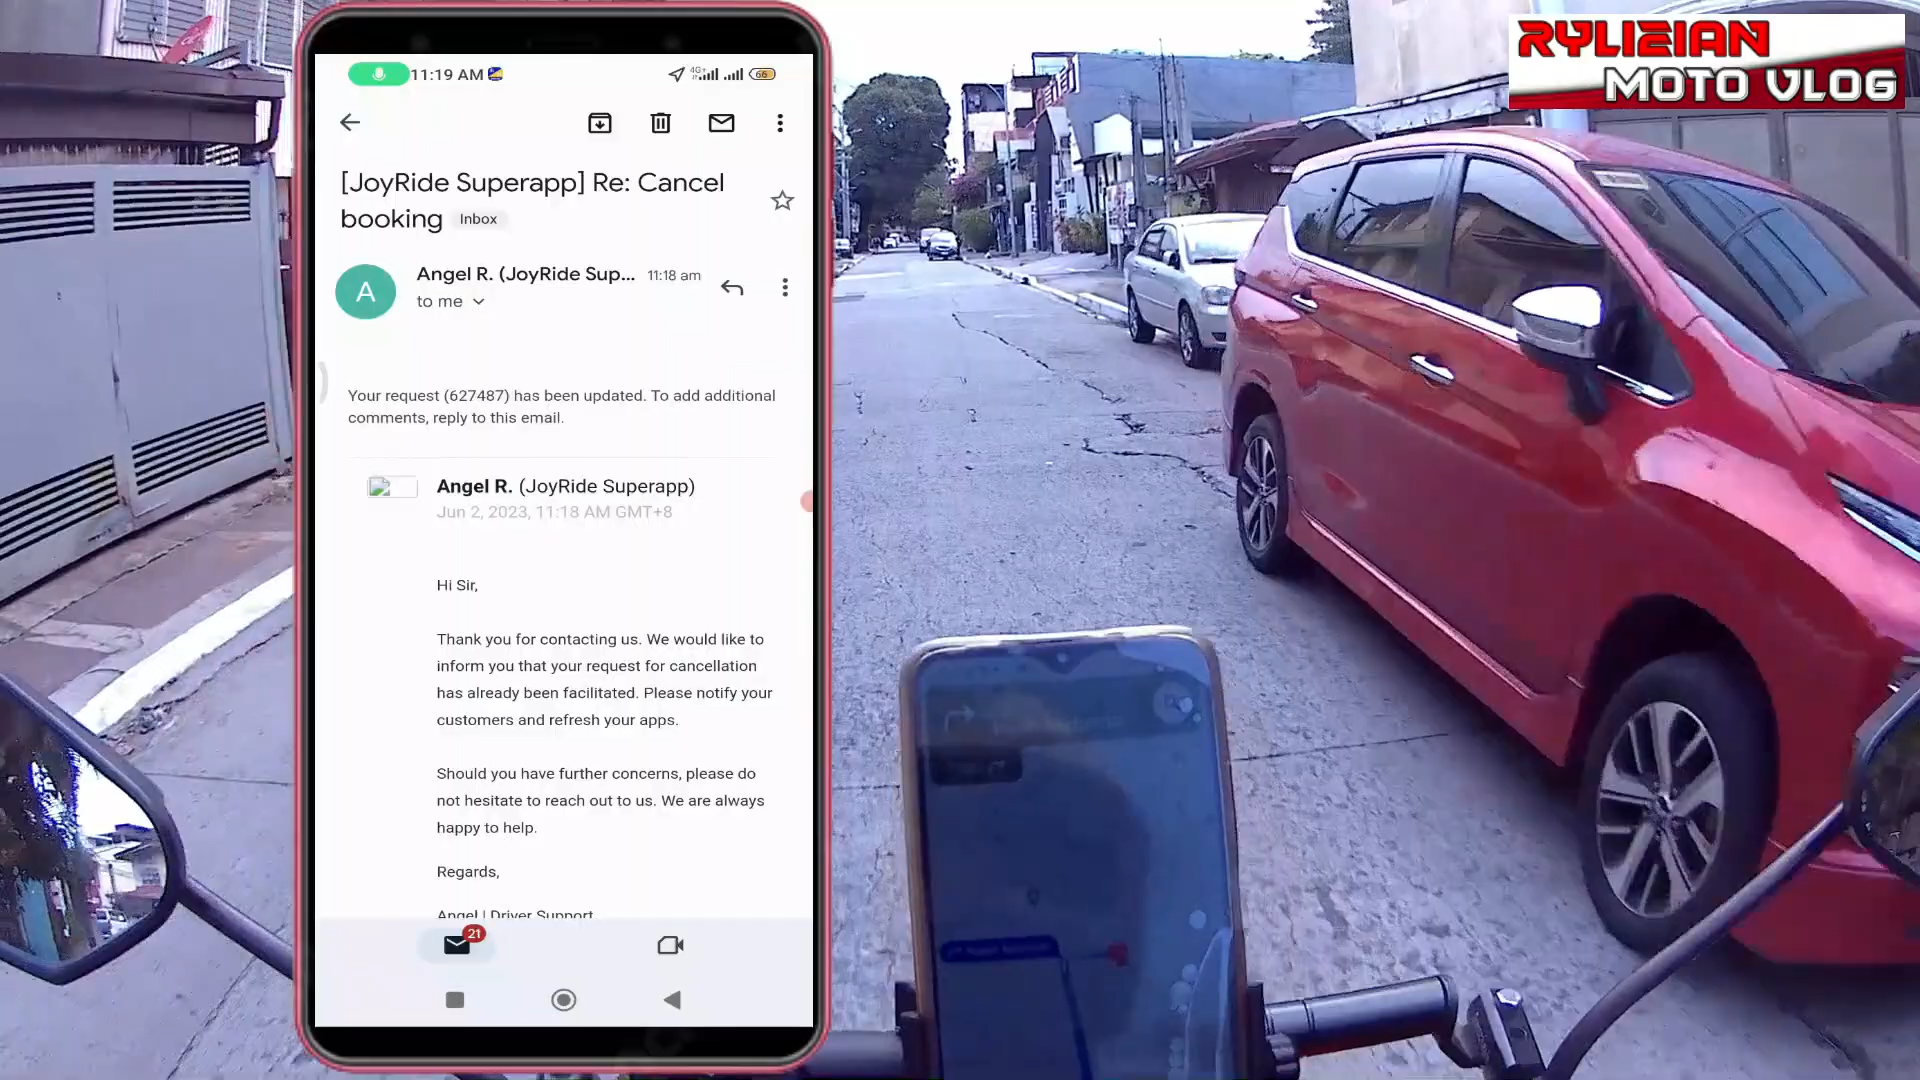 RYLIEIAN
MOTO VLOG
11:19 AM
4G+
66
[JoyRide Superapp] Re: Cancel
booking
Inbox
Angel R. (JoyRide Sup...
11:18 am
A
to me
Your request (627487) has been updated. To add additional
comments, reply to this email.
Angel R. (JoyRide Superapp)
Jun 2, 2023, 11:18 AM GMT+8
Hi Sir,
Thank you for contacting us. We would like to
inform you that your request for cancellation
has already been facilitated. Please notify your
customers and refresh your apps.
Should you have further concerns, please do
not hesitate to reach out to us. We are always
happy to help.
Regards,
Angel | Driver Support
21